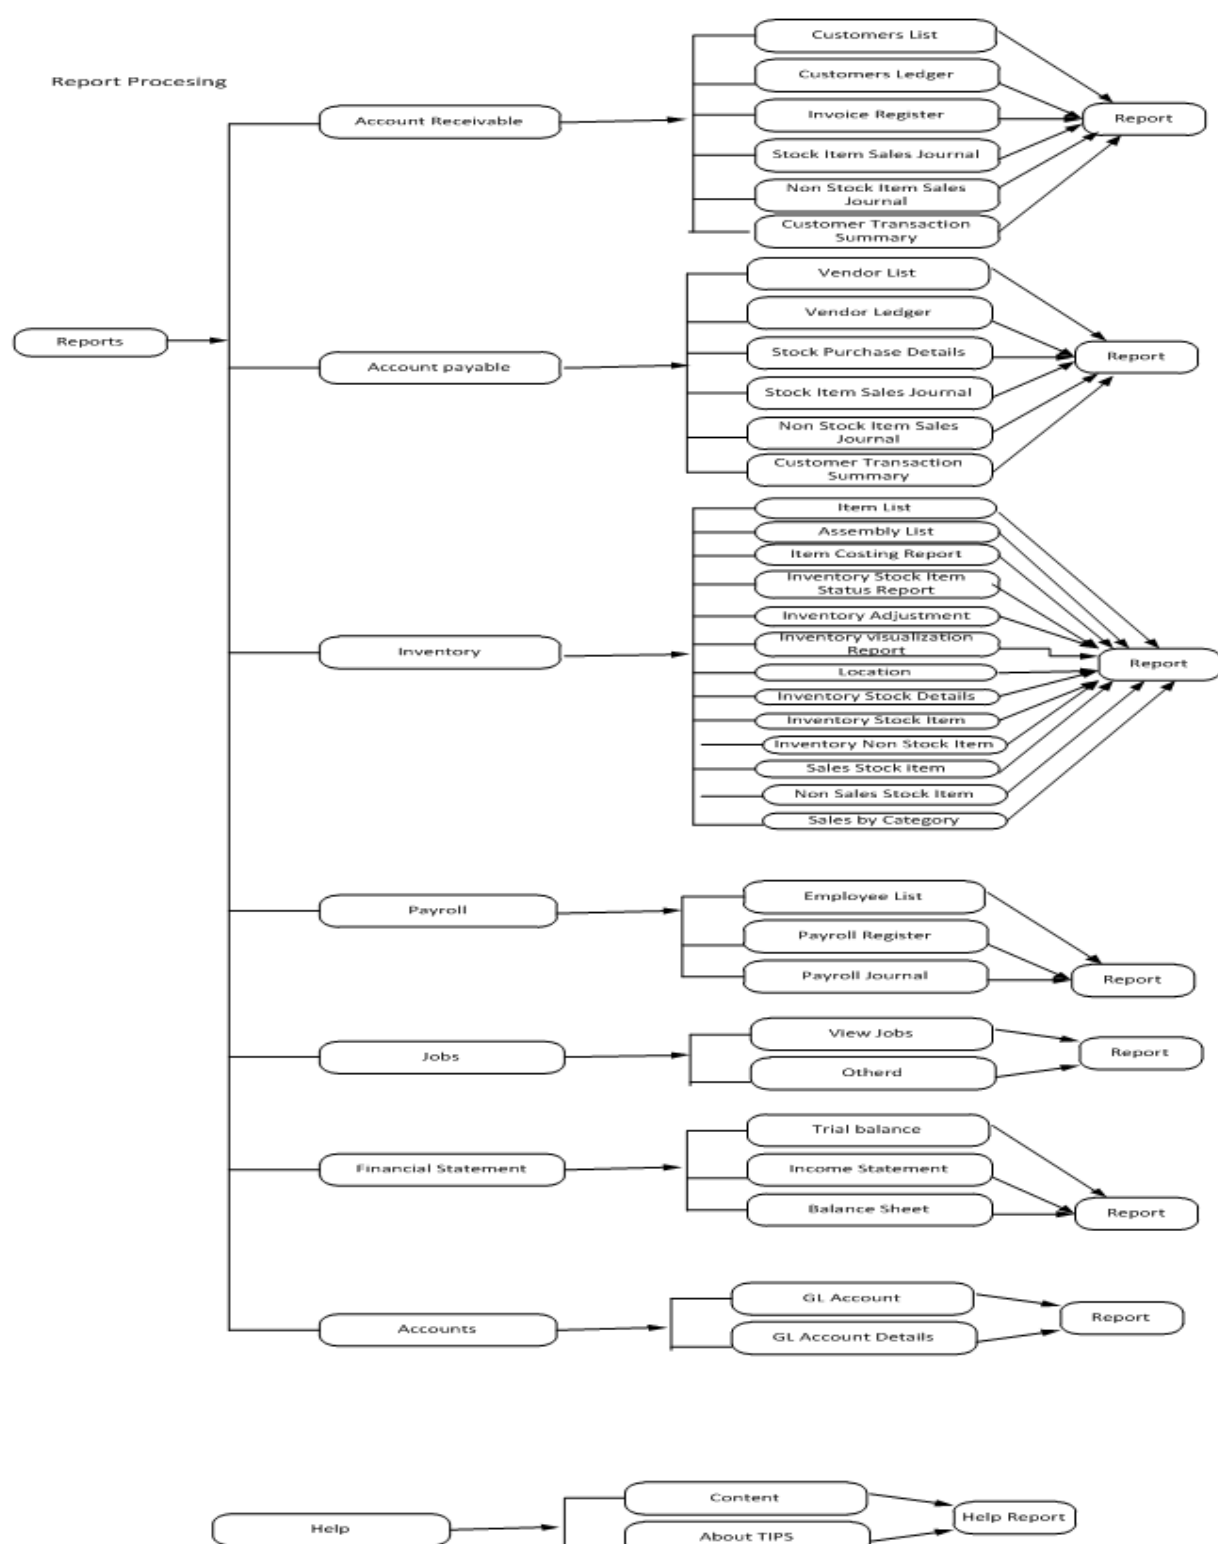 Report Procesing
Reports
Account Receivable
Customers List
Customers Ledger
Invoice Register
Stock Item Sales Journal
Non Stock Item Sales
Journal
Customer Transaction
Summary
Report
Account payable
Vendor List
Vendor Ledger
Stock Purchase Details
Stock Item Sales Journal
Non Stock Item Sales
Journal
Customer Transaction
Summary
Report
Inventory
Item List
Assembly List
Item Costing Report
Inventory Stock Item
Status Report
Inventory Adjustment
Inventory visualization
Report
Location
Inventory Stock Details
Inventory Stock Item
Inventory Non Stock Item
Sales Stock Item
Non Sales Stock Item
Sales by Category
Report
Payroll
Employee List
Payroll Register
Payroll Journal
Report
Jobs
View Jobs
Otherd
Report
Financial Statement
Trial balance
Income Statement
Balance Sheet
Report
Accounts
GL Account
GL Account Details
Report
Help
Content
About TIPS
Help Report